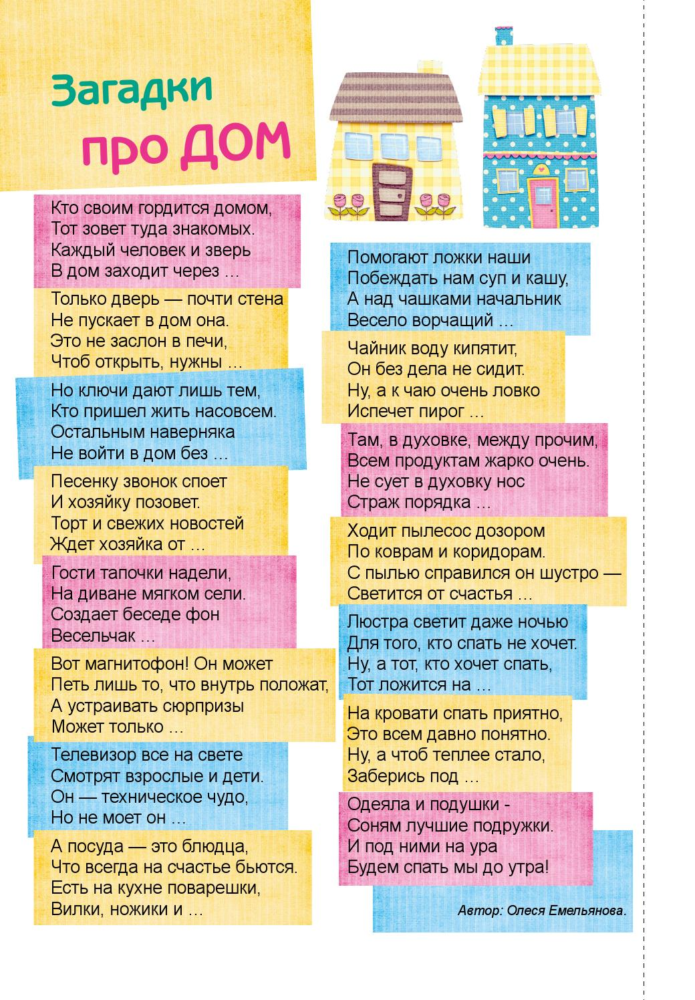 Загадки
про ДОМ
Кто своим гордится домом,
Тот зовет туда знакомых.
Каждый человек и зверь
В дом заходит через …
Только дверь — почти стена
Не пускает в дом она.
Это не заслон в печи,
Чтоб открыть, нужны …
Но ключи дают лишь тем,
Кто пришел жить насовсем.
Остальным наверняка
Не войти в дом без …
Песенку звонок споет
И хозяйку позовет.
Торт и свежих новостей
Ждет хозяйка от …
Гости тапочки надели,
На диване мягком сели.
Создает беседе фон
Весельчак …
Вот магнитофон! Он может
Петь лишь то, что внутрь положат,
А устраивать сюрпризы
Может только …
Телевизор все на свете
Смотрят взрослые и дети.
Он — техническое чудо,
Но не моет он …
А посуда — это блюдца,
Что всегда на счастье бьются.
Есть на кухне поварешки,
Вилки, ножики и …
Помогают ложки наши
Побеждать нам суп и кашу,
А над чашками начальник
Весело ворчащий …
Чайник воду кипятит,
Он без дела не сидит.
Ну, а к чаю очень ловко
Испечет пирог …
Там, в духовке, между прочим,
Всем продуктам жарко очень.
Не сует в духовку нос
Страж порядка …
Ходит пылесос дозором
По коврам и коридорам.
С пылью справился он шустро —
Светится от счастья …
Люстра светит даже ночью
Для того, кто спать не хочет.
Ну, а тот, кто хочет спать,
Тот ложится на …
На кровати спать приятно,
Это всем давно понятно.
Ну, а чтоб теплее стало,
Заберись под …
Одеяла и подушки -
Соням лучшие подружки.
И под ними на ура
Будем спать мы до утра!
Автор: Олеся Емельянова.